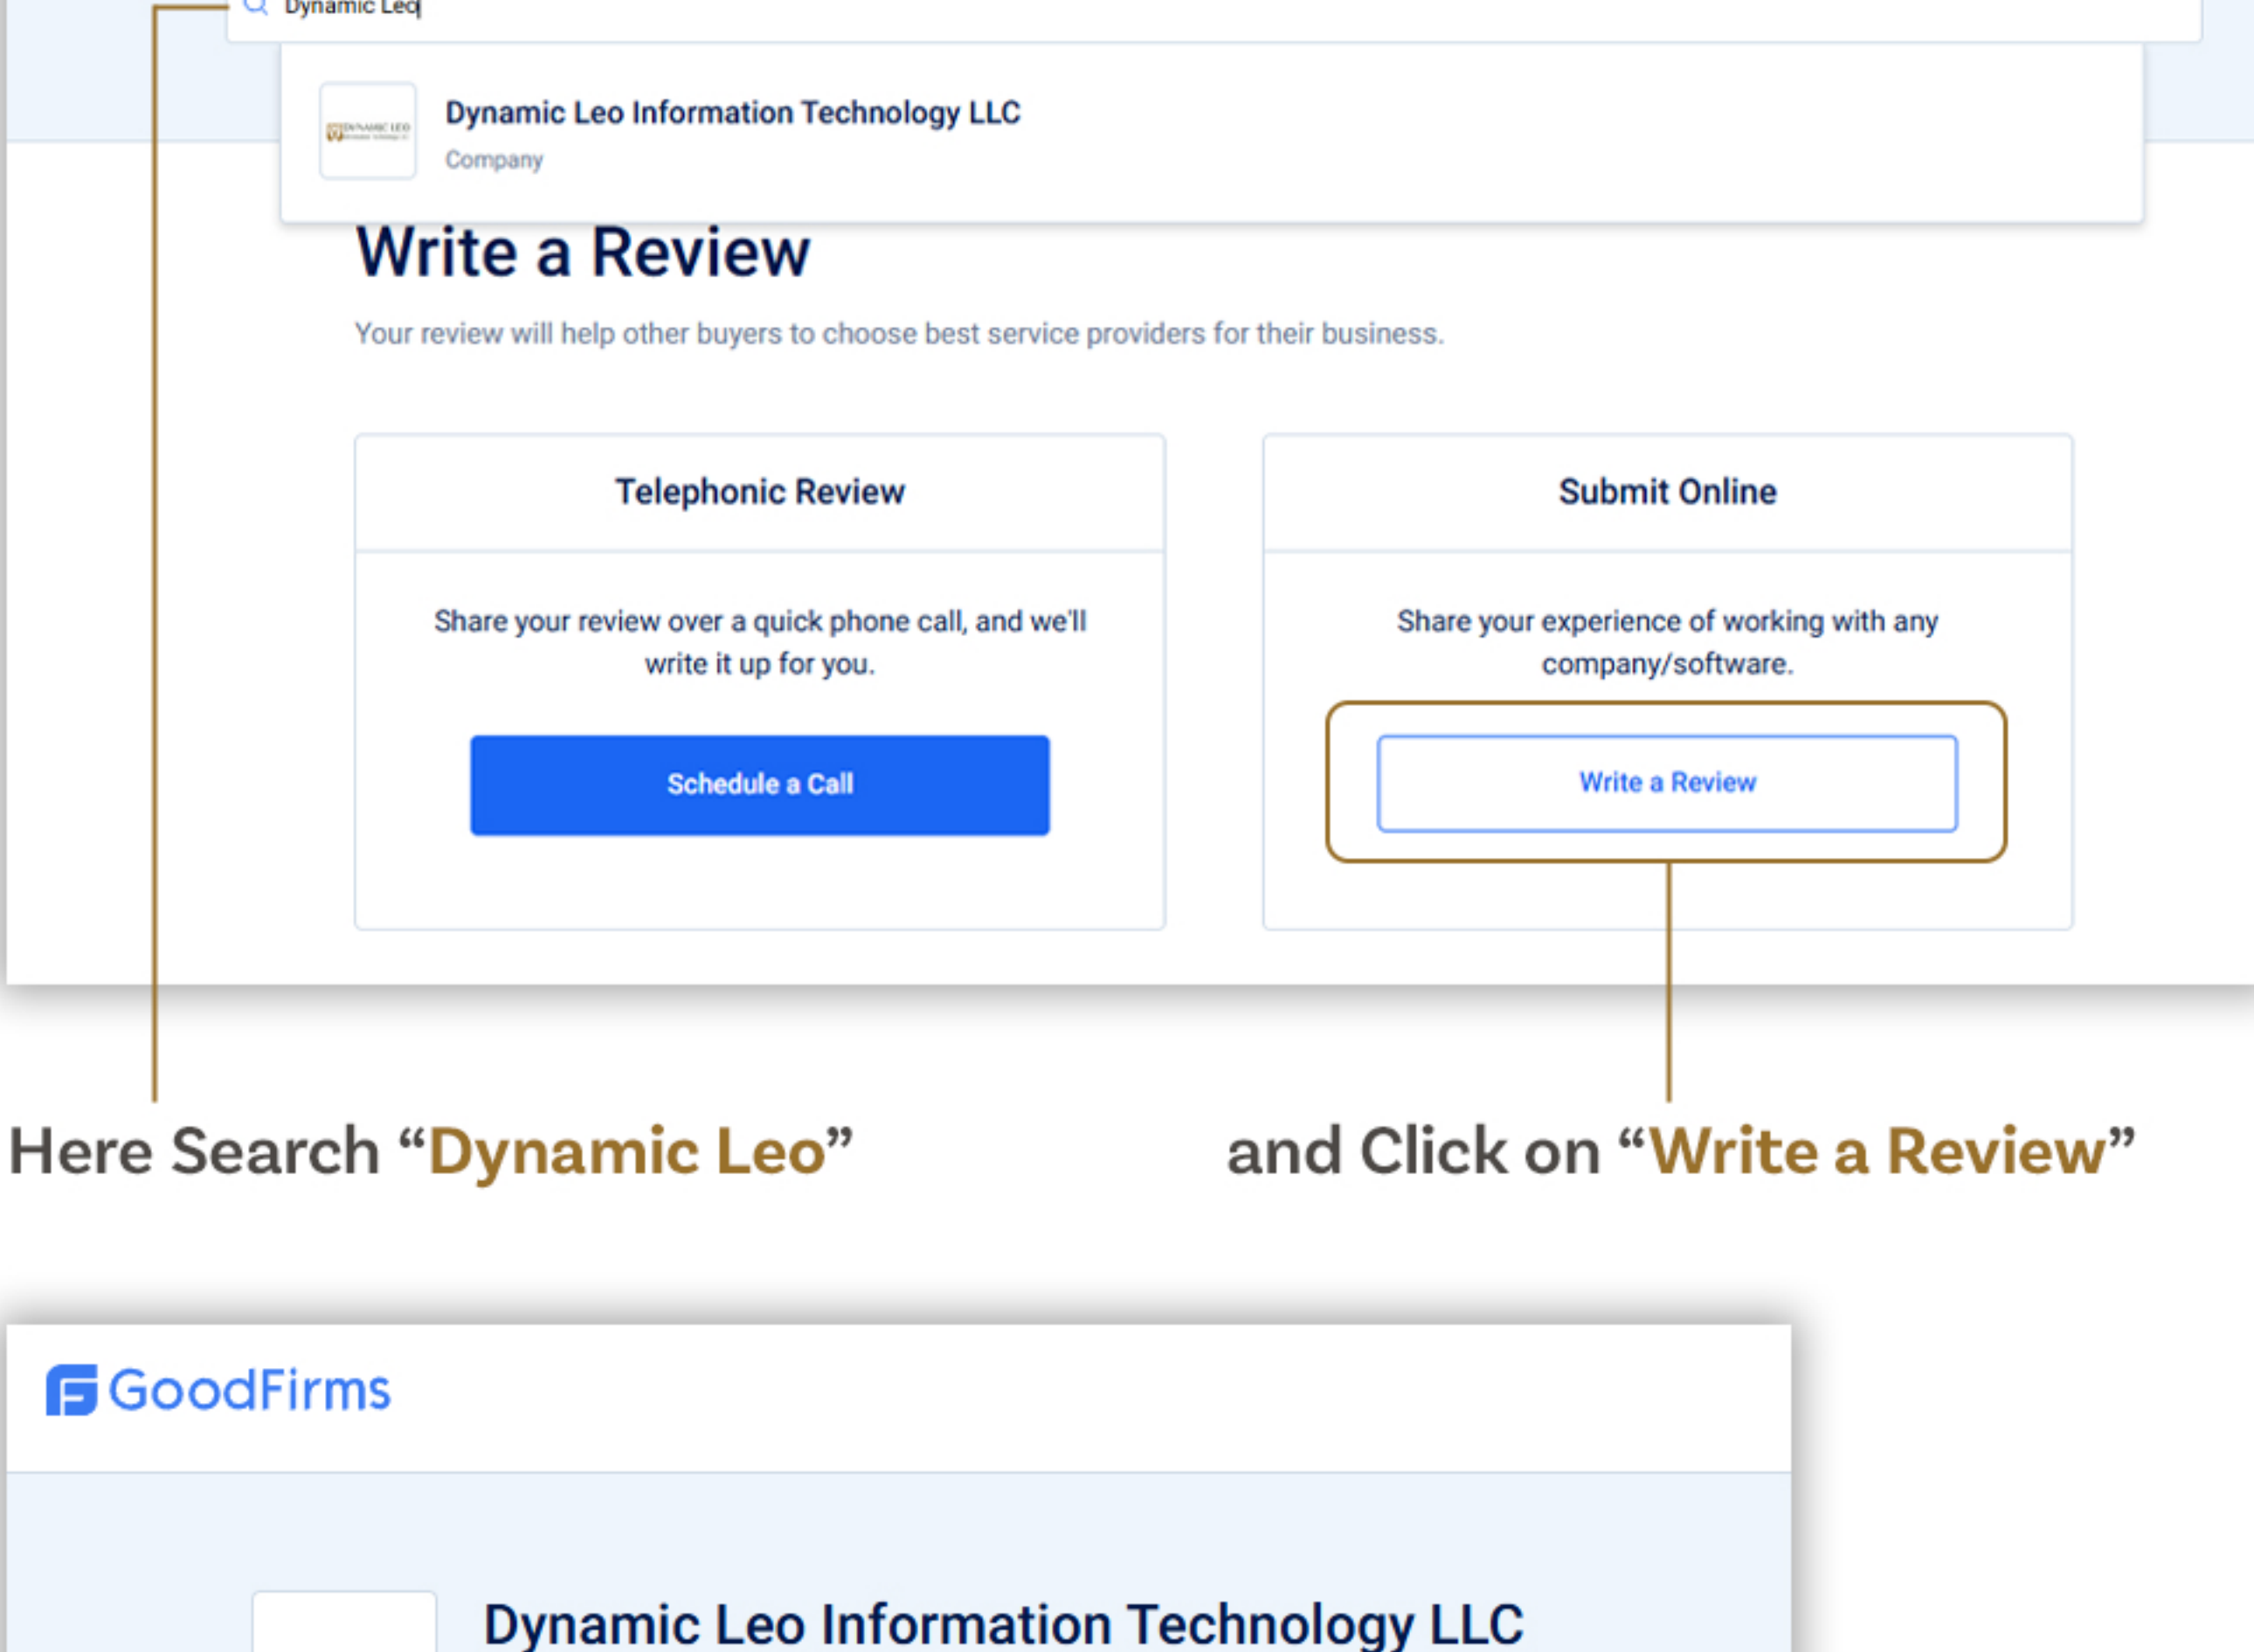 Dynamic Leo
Dynamic Leo Information Technology LLC
Company
DYNAMIC LEO
Write a Review
Your review will help other buyers to choose best service providers for their business.
Telephonic Review
Share your review over a quick phone call, and we'll
write it up for you.
Schedule a Call
Submit Online
Share your experience of working with any
company/software.
Write a Review
Here Search “Dynamic Leo”
and Click on “Write a Review”
GoodFirms
Dynamic Leo Information Technology LLC